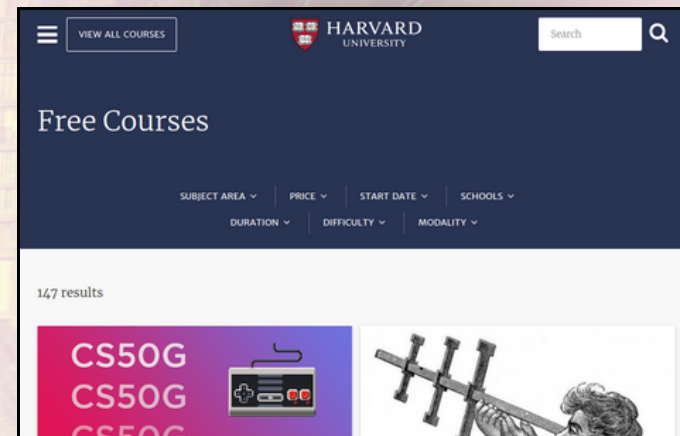 VIEW ALL COURSES
HARVARD
UNIVERSITY
Search
Free Courses
SUBJECT AREA
PRICE
START DATE
SCHOOLS
DURATION
DIFFICULTY
MODALITY
147 results
CS50G
CS50G
CS50G